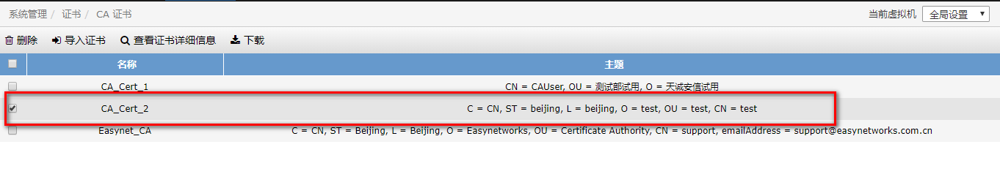 系统管理 / 证书 / CA 证书 当前虚拟机 全局设置
删除 导入证书 查看证书详细信息 下载
名称 主题
CA_Cert_1 CN = CAUser, OU = 测试部试用, O = 天诚安信试用
CA_Cert_2 C = CN, ST = beijing, L = beijing, O = test, OU = test, CN = test
Easynet_CA C = CN, ST = Beijing, L = Beijing, O = Easynetworks, OU = Certificate Authority, CN = support, emailAddress = support@easynetworks.com.cn